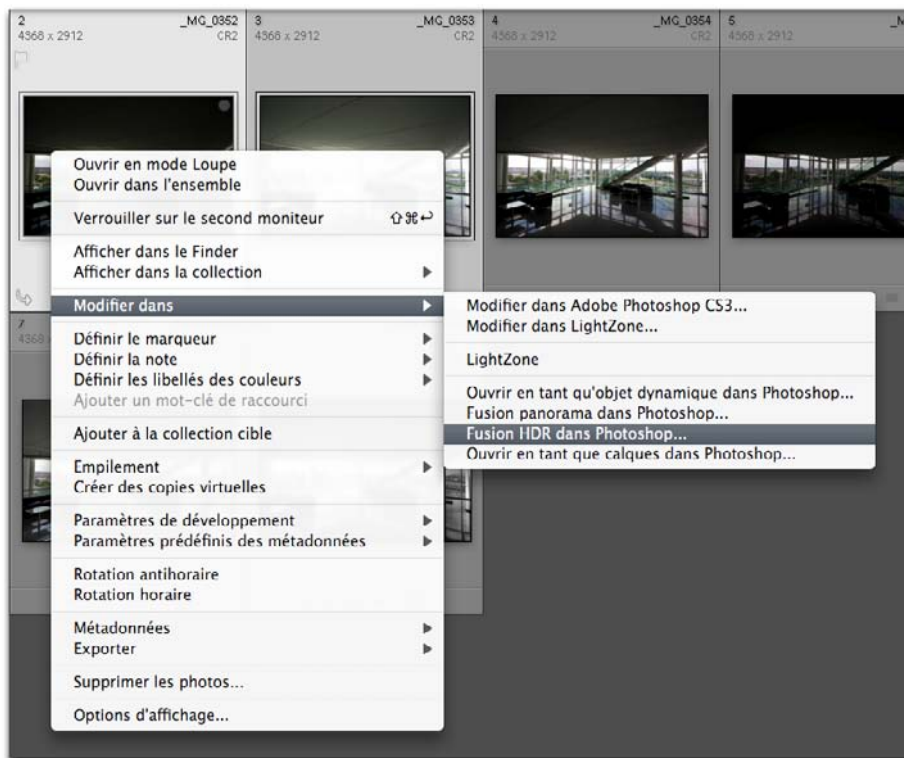 2 _MG_0352
4368 x 2912 CR2
3 _MG_0353
4368 x 2912 CR2
4 _MG_0354
4368 x 2912 CR2
5
4368 x 2912
Ouvrir en mode Loupe
Ouvrir dans l'ensemble
Verrouiller sur le second moniteur ⇧⌘↩
Afficher dans le Finder
Afficher dans la collection
Modifier dans
Définir le marqueur
Définir la note
Définir les libellés des couleurs
Ajouter un mot-clé de raccourci
Ajouter à la collection cible
Empilement
Créer des copies virtuelles
Paramètres de développement
Paramètres prédéfinis des métadonnées
Rotation antihoraire
Rotation horaire
Métadonnées
Exporter
Supprimer les photos...
Options d'affichage...
Modifier dans Adobe Photoshop CS3...
Modifier dans LightZone...
LightZone
Ouvrir en tant qu'objet dynamique dans Photoshop...
Fusion panorama dans Photoshop...
Fusion HDR dans Photoshop...
Ouvrir en tant que calques dans Photoshop...
7
4368